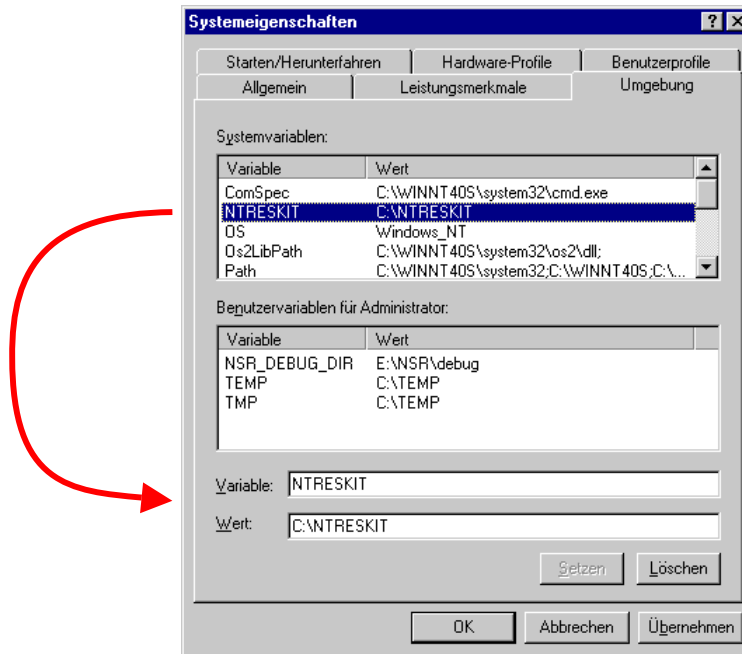 Systemeigenschaften
Starten/Herunterfahren Hardware-Profile Benutzerprofile
Allgemein Leistungsmerkmale Umgebung
Systemvariablen:
Variable Wert
ComSpec C:\WINNT40S\system32\cmd.exe
NTRESKIT C:\NTRESKIT
OS Windows_NT
Os2LibPath C:\WINNT40S\system32\os2\dll;
Path C:\WINNT40S\system32;C:\WINNT40S;C:\...
Benutzervariablen für Administrator:
Variable Wert
NSR_DEBUG_DIR E:\NSR\debug
TEMP C:\TEMP
TMP C:\TEMP
Variable: NTRESKIT
Wert: C:\NTRESKIT
Setzen Löschen
OK Abbrechen Übernehmen